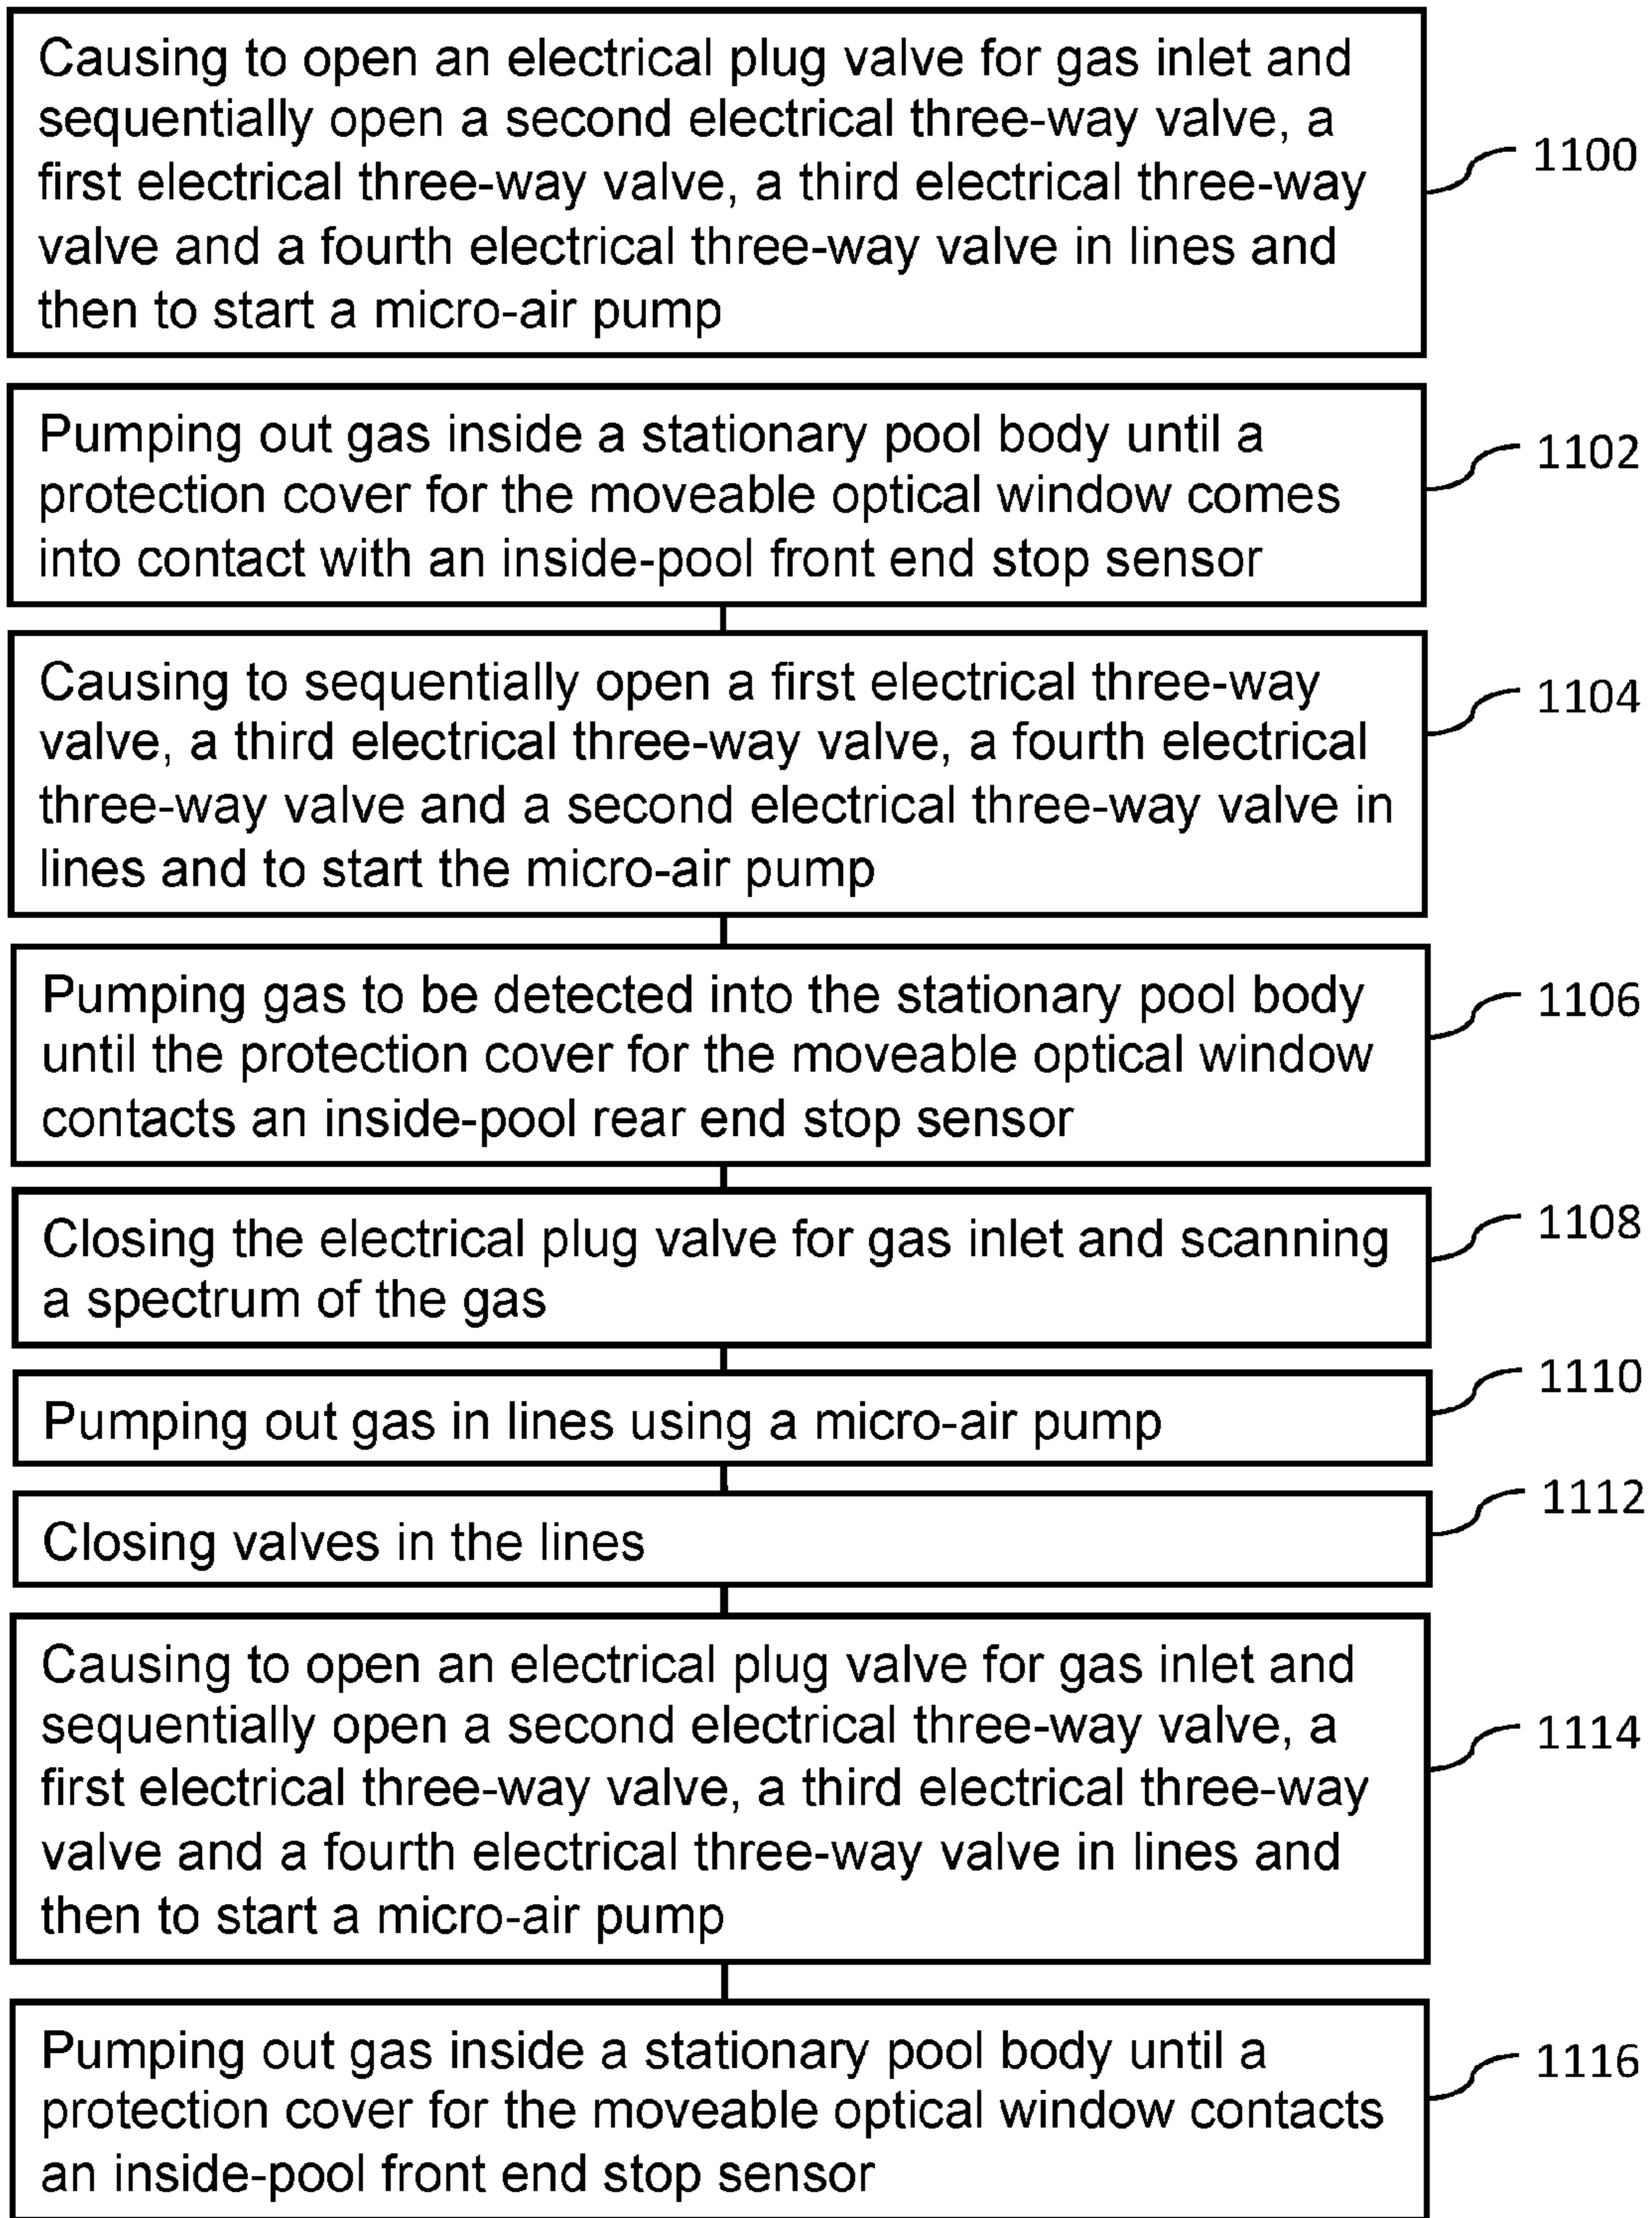 Causing to open an electrical plug valve for gas inlet and
sequentially open a second electrical three-way valve, a
first electrical three-way valve, a third electrical three-way
valve and a fourth electrical three-way valve in lines and
then to start a micro-air pump
1100
Pumping out gas inside a stationary pool body until a
protection cover for the moveable optical window comes
into contact with an inside-pool front end stop sensor
1102
Causing to sequentially open a first electrical three-way
valve, a third electrical three-way valve, a fourth electrical
three-way valve and a second electrical three-way valve in
lines and to start the micro-air pump
1104
Pumping gas to be detected into the stationary pool body
until the protection cover for the moveable optical window
contacts an inside-pool rear end stop sensor
1106
Closing the electrical plug valve for gas inlet and scanning
a spectrum of the gas
1108
Pumping out gas in lines using a micro-air pump
1110
Closing valves in the lines
1112
Causing to open an electrical plug valve for gas inlet and
sequentially open a second electrical three-way valve, a
first electrical three-way valve, a third electrical three-way
valve and a fourth electrical three-way valve in lines and
then to start a micro-air pump
1114
Pumping out gas inside a stationary pool body until a
protection cover for the moveable optical window contacts
an inside-pool front end stop sensor
1116